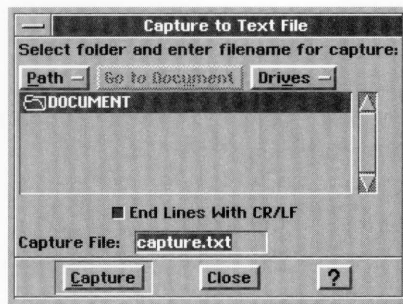 Capture to Text File
Select folder and enter filename for capture:
Path Go to Document Drives
DOCUMENT
End Lines With CR/LF
Capture File: capture.txt
Capture Close ?